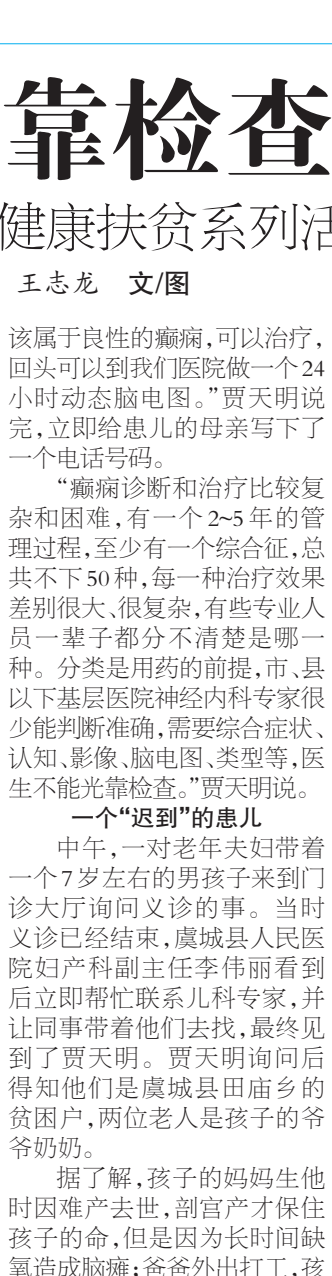 靠检查
健康扶贫系列活
王志龙 文/图
该属于良性的癫痫,可以治疗,
回头可以到我们医院做一个24
小时动态脑电图。”贾天明说
完,立即给患儿的母亲写下了
一个电话号码。
“癫痫诊断和治疗比较复
杂和困难,有一个2~5年的管
理过程,至少有一个综合征,总
共不下50种,每一种治疗效果
差别很大、很复杂,有些专业人
员一辈子都分不清楚是哪一
种。分类是用药的前提,市、县
以下基层医院神经内科专家很
少能判断准确,需要综合症状、
认知、影像、脑电图、类型等,医
生不能光靠检查。”贾天明说。
一个“迟到”的患儿
中午,一对老年夫妇带着
一个7岁左右的男孩子来到门
诊大厅询问义诊的事。当时
义诊已经结束,虞城县人民医
院妇产科副主任李伟丽看到
后立即帮忙联系儿科专家,并
让同事带着他们去找,最终见
到了贾天明。贾天明询问后
得知他们是虞城县田庙乡的
贫困户,两位老人是孩子的爷
爷奶奶。
据了解,孩子的妈妈生他
时因难产去世,剖宫产才保住
孩子的命,但是因为长时间缺
氧造成脑瘫;爸爸外出打工,孩